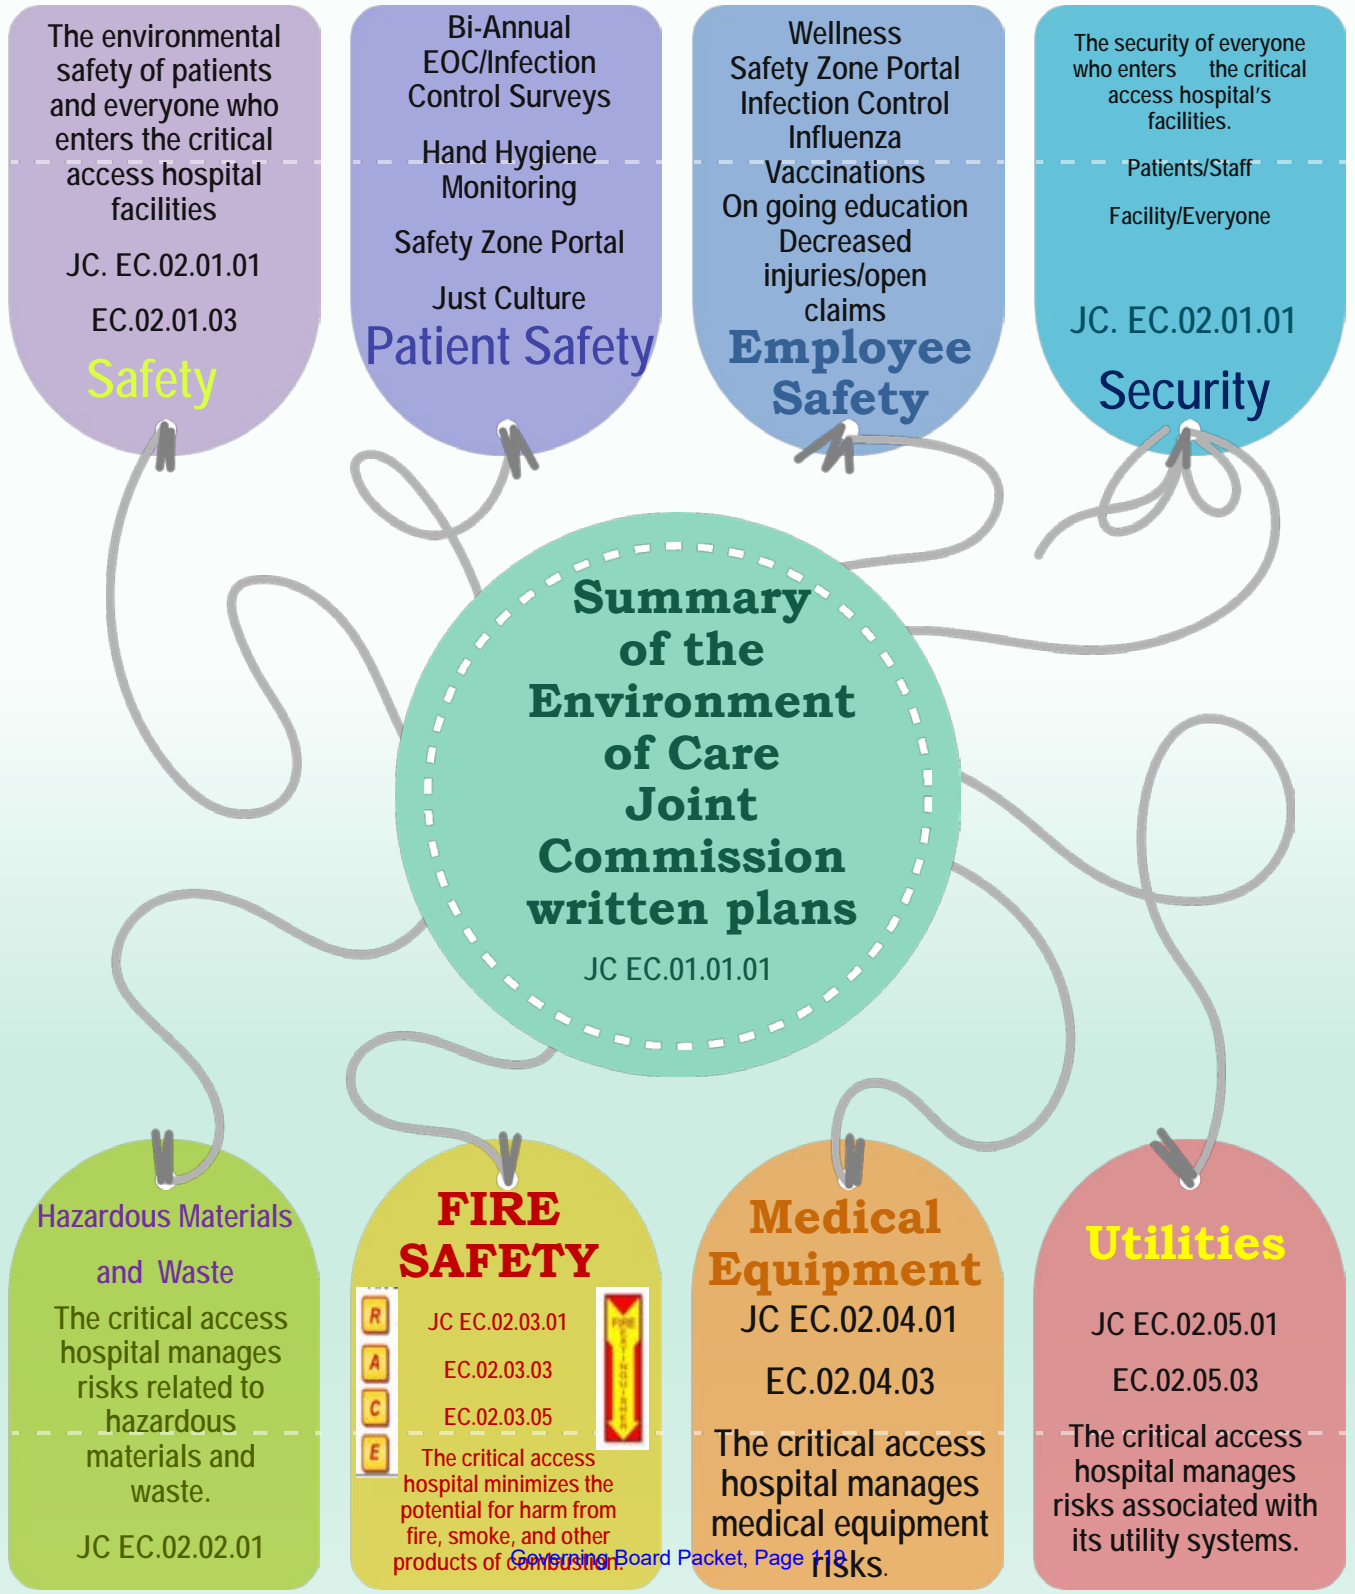 The environmental
safety of patients
and everyone who
enters the critical
access hospital
facilities
JC. EC.02.01.01
EC.02.01.03
Safety
Bi-Annual
EOC/Infection
Control Surveys
Hand Hygiene
Monitoring
Safety Zone Portal
Just Culture
Patient Safety
Wellness
Safety Zone Portal
Infection Control
Influenza
Vaccinations
On going education
Decreased
injuries/open
claims
Employee
Safety
The security of everyone
who enters the critical
access hospital's
facilities.
Patients/Staff
Facility/Everyone
JC. EC.02.01.01
Security
Summary
of the
Environment
of Care
Joint
Commission
written plans
JC EC.01.01.01
Hazardous Materials
and Waste
The critical access
hospital manages
risks related to
hazardous
materials and
waste.
JC EC.02.02.01
FIRE
SAFETY
R
A
C
E
JC EC.02.03.01
EC.02.03.03
EC.02.03.05
FIRE
EXTINGUISHER
The critical access
hospital minimizes the
potential for harm from
fire, smoke, and other
products of combustion.
Medical
Equipment
JC EC.02.04.01
EC.02.04.03
The critical access
hospital manages
medical equipment
risks.
Utilities
JC EC.02.05.01
EC.02.05.03
The critical access
hospital manages
risks associated with
its utility systems.
Governing Board Packet, Page 119